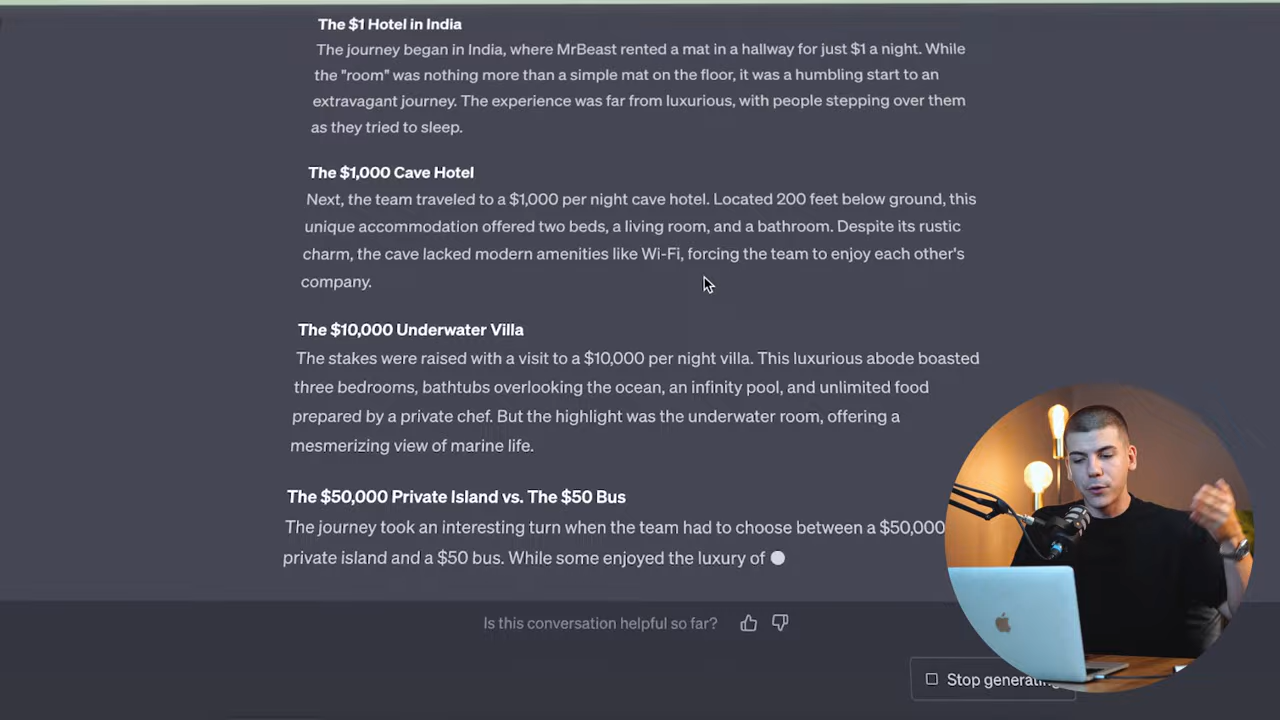 The $1 Hotel in India
The journey began in India, where MrBeast rented a mat in a hallway for just $1 a night. While
the "room" was nothing more than a simple mat on the floor, it was a humbling start to an
extravagant journey. The experience was far from luxurious, with people stepping over them
as they tried to sleep.
The $1,000 Cave Hotel
Next, the team traveled to a $1,000 per night cave hotel. Located 200 feet below ground, this
unique accommodation offered two beds, a living room, and a bathroom. Despite its rustic
charm, the cave lacked modern amenities like Wi-Fi, forcing the team to enjoy each other's
company.
The $10,000 Underwater Villa
The stakes were raised with a visit to a $10,000 per night villa. This luxurious abode boasted
three bedrooms, bathtubs overlooking the ocean, an infinity pool, and unlimited food
prepared by a private chef. But the highlight was the underwater room, offering a
mesmerizing view of marine life.
The $50,000 Private Island vs. The $50 Bus
The journey took an interesting turn when the team had to choose between a $50,000
private island and a $50 bus. While some enjoyed the luxury of
Is this conversation helpful so far?
Stop generating